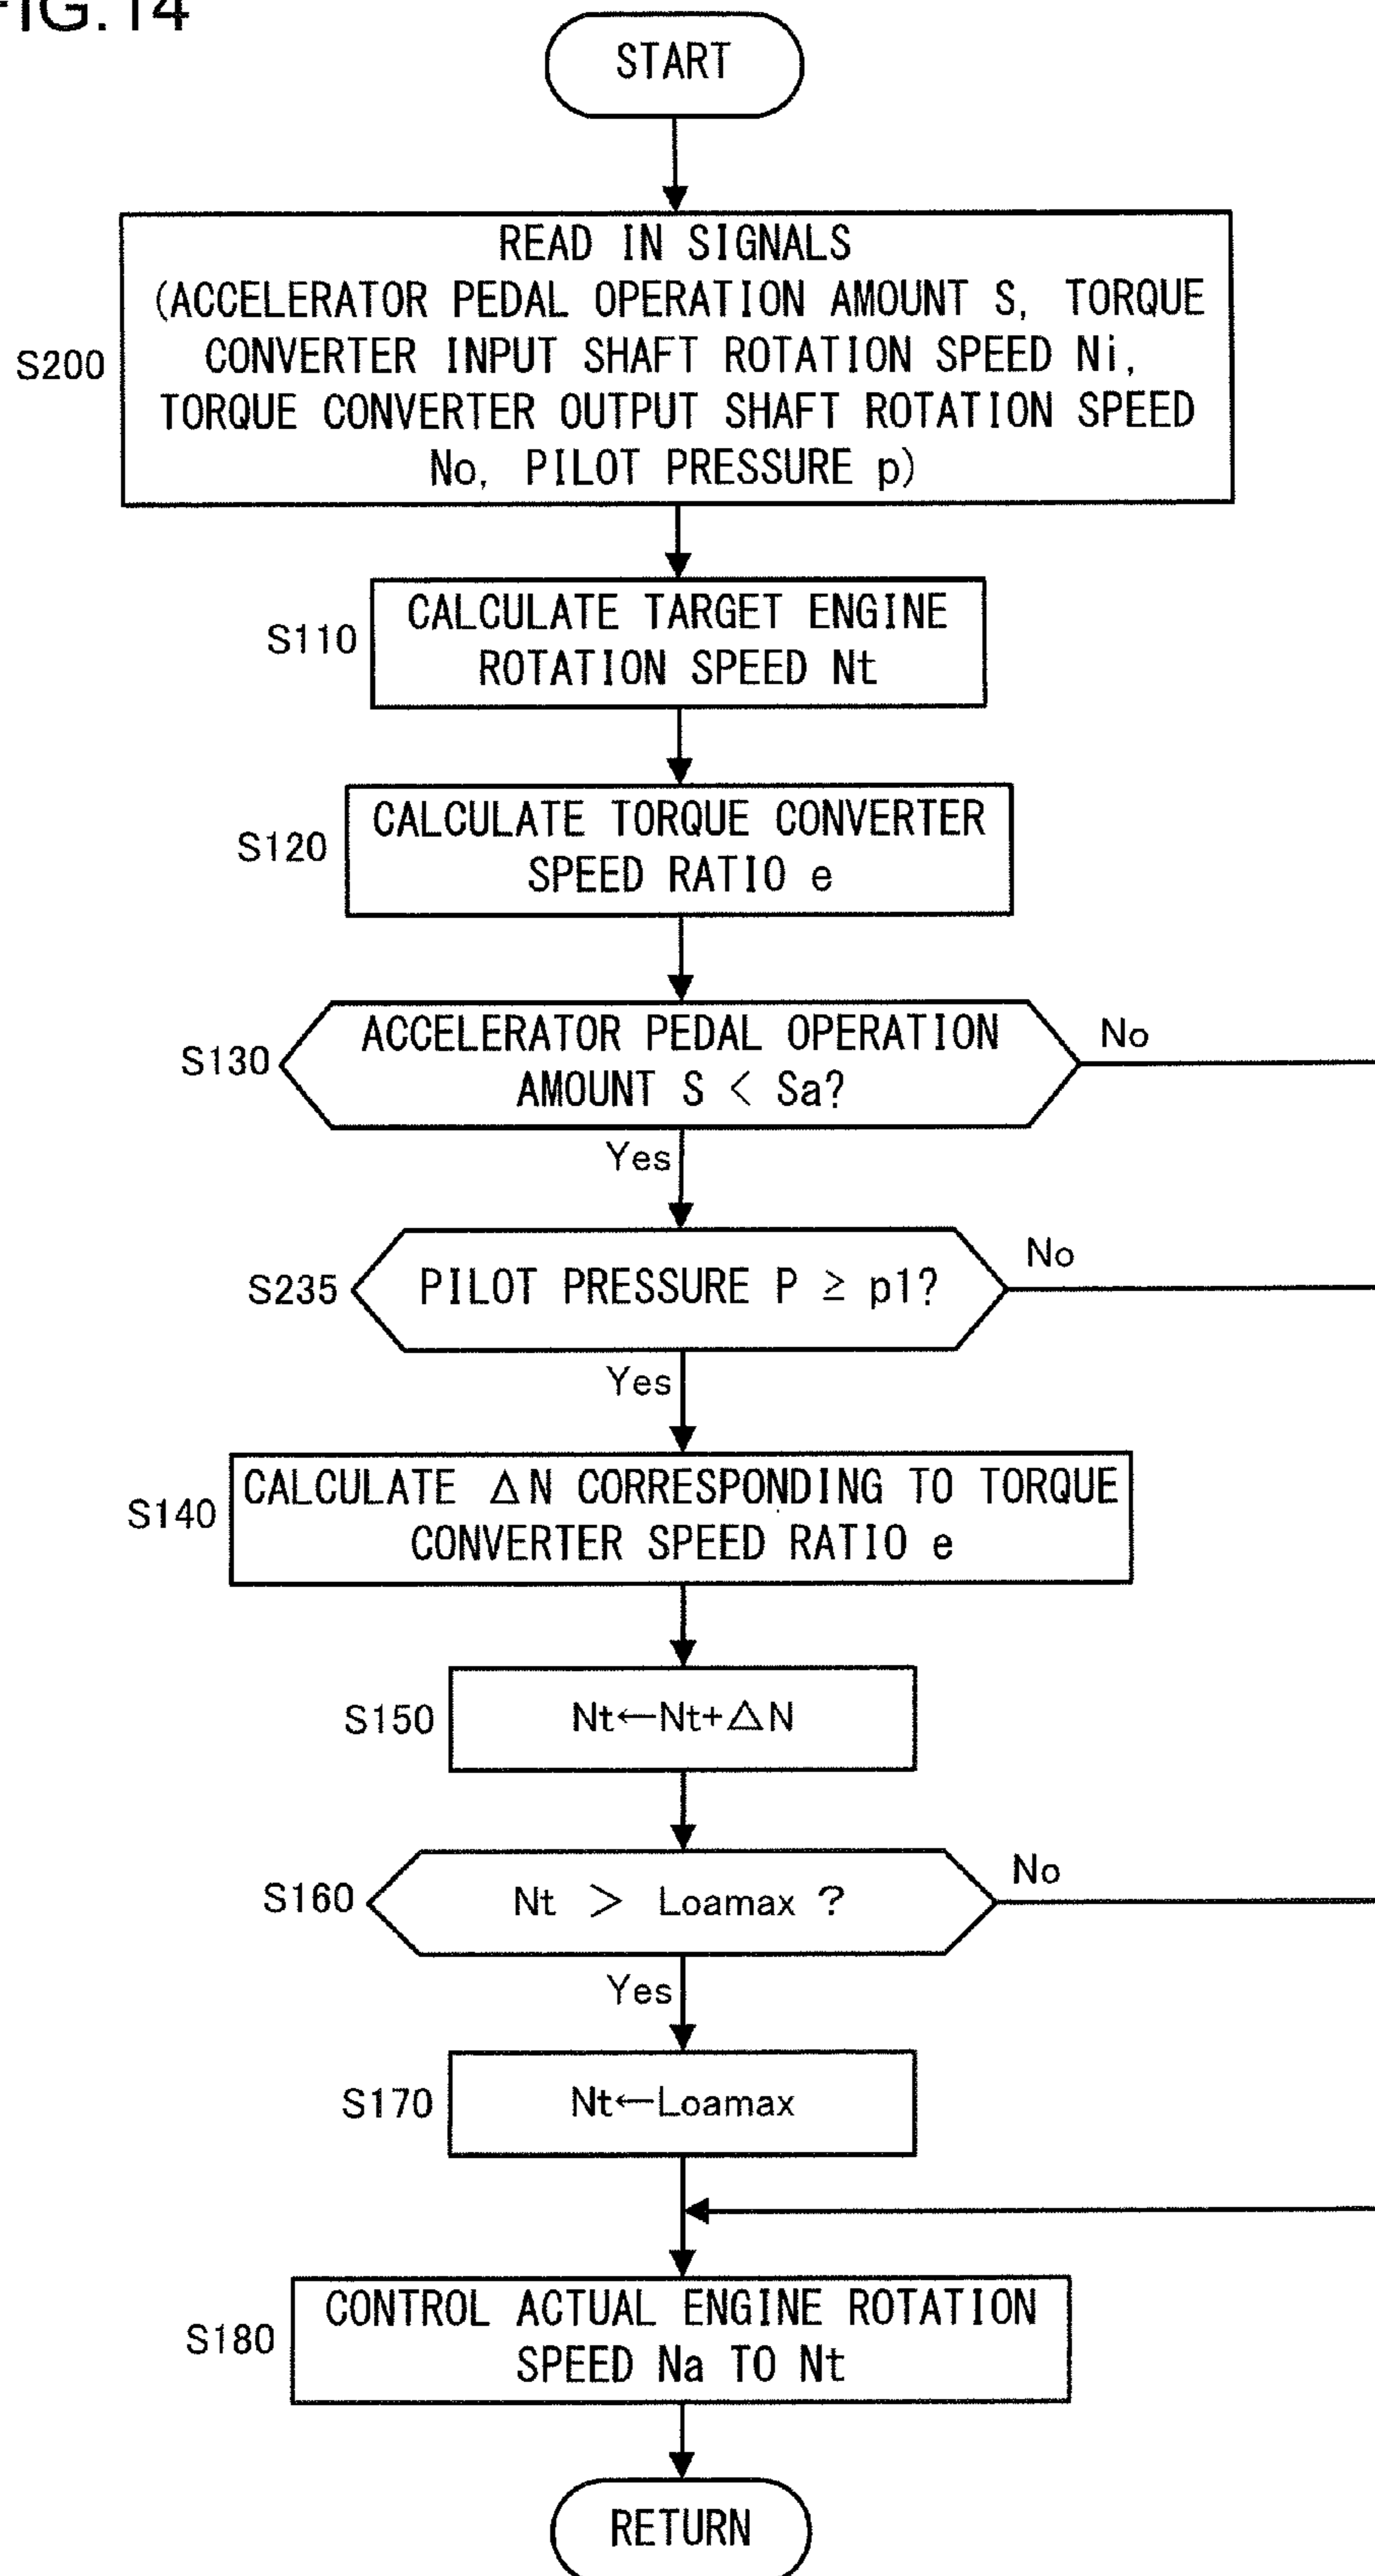 FIG.14
START
S200
READ IN SIGNALS
(ACCELERATOR PEDAL OPERATION AMOUNT S, TORQUE
CONVERTER INPUT SHAFT ROTATION SPEED Ni,
TORQUE CONVERTER OUTPUT SHAFT ROTATION SPEED
No, PILOT PRESSURE p)
S110
CALCULATE TARGET ENGINE
ROTATION SPEED Nt
S120
CALCULATE TORQUE CONVERTER
SPEED RATIO e
S130
ACCELERATOR PEDAL OPERATION
AMOUNT S < Sa?
No
Yes
S235
PILOT PRESSURE P ≥ p1?
No
Yes
S140
CALCULATE △N CORRESPONDING TO TORQUE
CONVERTER SPEED RATIO e
S150
Nt←Nt+△N
S160
Nt > Loamax ?
No
Yes
S170
Nt←Loamax
S180
CONTROL ACTUAL ENGINE ROTATION
SPEED Na TO Nt
RETURN